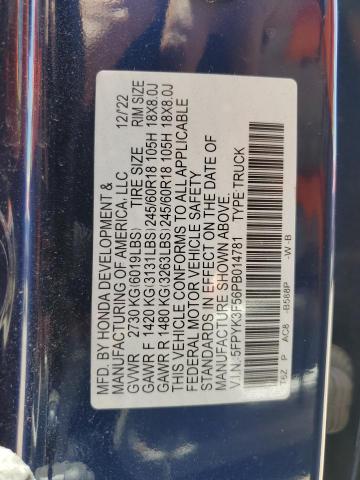 MFD. BY HONDA DEVELOPMENT &
MANUFACTURING OF AMERICA, LLC 12/22
GVWR 2730 KG(6019LBS) TIRE SIZE RIM SIZE
GAWR F 1420 KG(3131LBS) 245/60R18 105H 18X8.0J
GAWR R 1480 KG(3263LBS) 245/60R18 105H 18X8.0J
THIS VEHICLE CONFORMS TO ALL APPLICABLE
FEDERAL MOTOR VEHICLE SAFETY
STANDARDS IN EFFECT ON THE DATE OF
MANUFACTURE SHOWN ABOVE.
V.I.N.: 5FPYK3F56PB014781 TYPE:TRUCK
T6Z P AC8 -B588P -W-B